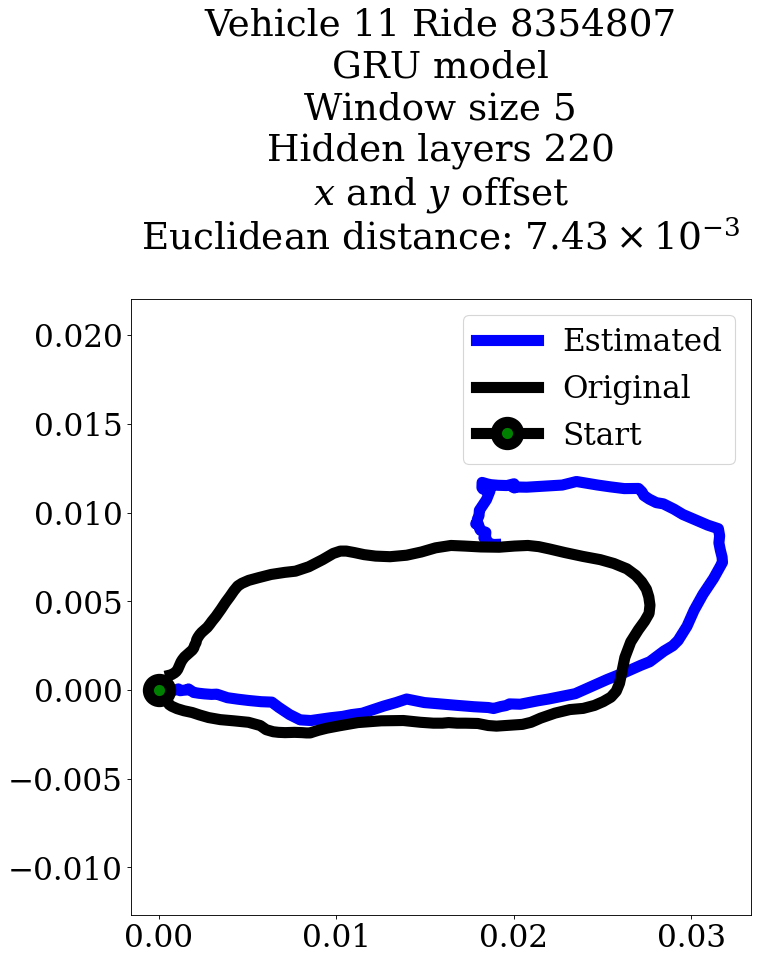 Vehicle 11 Ride 8354807
GRU model
Window size 5
Hidden layers 220
x and y offset
Euclidean distance: 7.43 × 10⁻³
0.020
0.015
0.010
0.005
0.000
−0.005
−0.010
Estimated
Original
Start
0.00 0.01 0.02 0.03